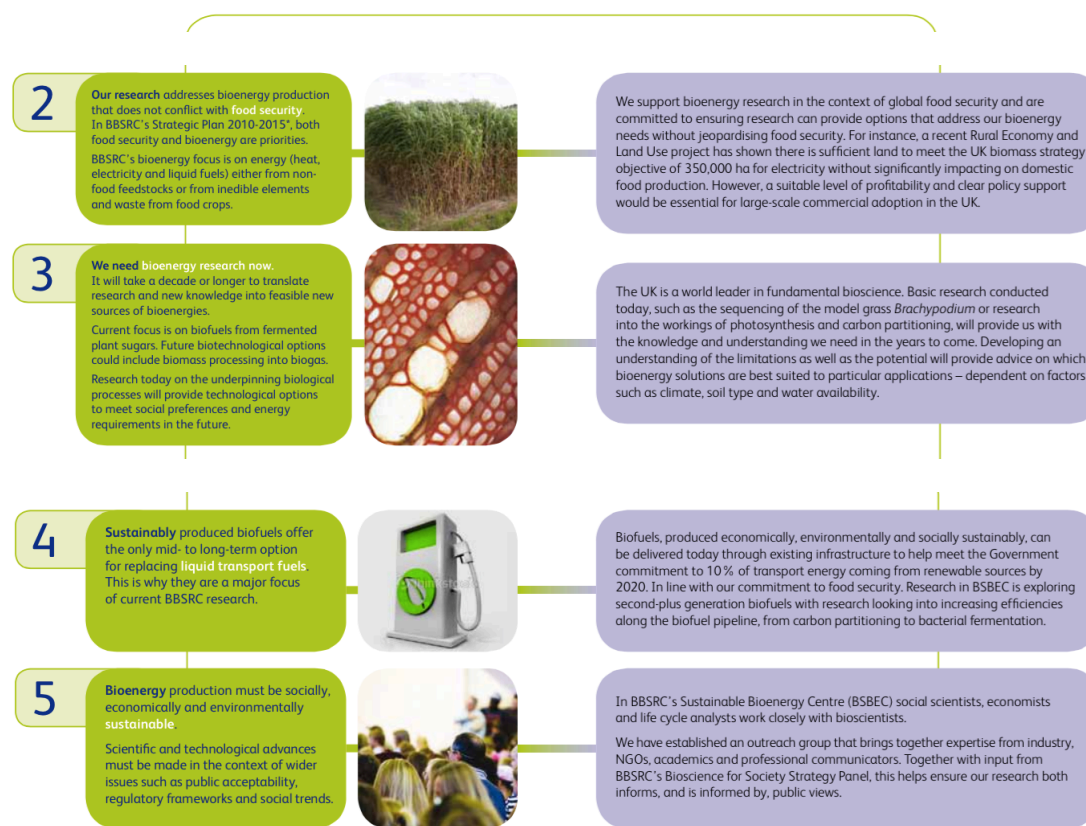 2
Our research addresses bioenergy production
that does not conflict with food security.
In BBSRC's Strategic Plan 2010-2015*, both
food security and bioenergy are priorities.
BBSRC's bioenergy focus is on energy (heat,
electricity and liquid fuels) either from non-
food feedstocks or from inedible elements
and waste from food crops.
We support bioenergy research in the context of global food security and are
committed to ensuring research can provide options that address our bioenergy
needs without jeopardising food security. For instance, a recent Rural Economy and
Land Use project has shown there is sufficient land to meet the UK biomass strategy
objective of 350,000 ha for electricity without significantly impacting on domestic
food production. However, a suitable level of profitability and clear policy support
would be essential for large-scale commercial adoption in the UK.
3
We need bioenergy research now.
It will take a decade or longer to translate
research and new knowledge into feasible new
sources of bioenergies.
Current focus is on biofuels from fermented
plant sugars. Future biotechnological options
could include biomass processing into biogas.
Research today on the underpinning biological
processes will provide technological options
to meet social preferences and energy
requirements in the future.
The UK is a world leader in fundamental bioscience. Basic research conducted
today, such as the sequencing of the model grass Brachypodium or research
into the workings of photosynthesis and carbon partitioning, will provide us with
the knowledge and understanding we need in the years to come. Developing an
understanding of the limitations as well as the potential will provide advice on which
bioenergy solutions are best suited to particular applications – dependent on factors
such as climate, soil type and water availability.
4
Sustainably produced biofuels offer
the only mid- to long-term option
for replacing liquid transport fuels.
This is why they are a major focus
of current BBSRC research.
Biofuels, produced economically, environmentally and socially sustainably, can
be delivered today through existing infrastructure to help meet the Government
commitment to 10% of transport energy coming from renewable sources by
2020. In line with our commitment to food security. Research in BSBEC is exploring
second-plus generation biofuels with research looking into increasing efficiencies
along the biofuel pipeline, from carbon partitioning to bacterial fermentation.
5
Bioenergy production must be socially,
economically and environmentally
sustainable.
Scientific and technological advances
must be made in the context of wider
issues such as public acceptability,
regulatory frameworks and social trends.
In BBSRC's Sustainable Bioenergy Centre (BSBEC) social scientists, economists
and life cycle analysts work closely with bioscientists.
We have established an outreach group that brings together expertise from industry,
NGOs, academics and professional communicators. Together with input from
BBSRC's Bioscience for Society Strategy Panel, this helps ensure our research both
informs, and is informed by, public views.